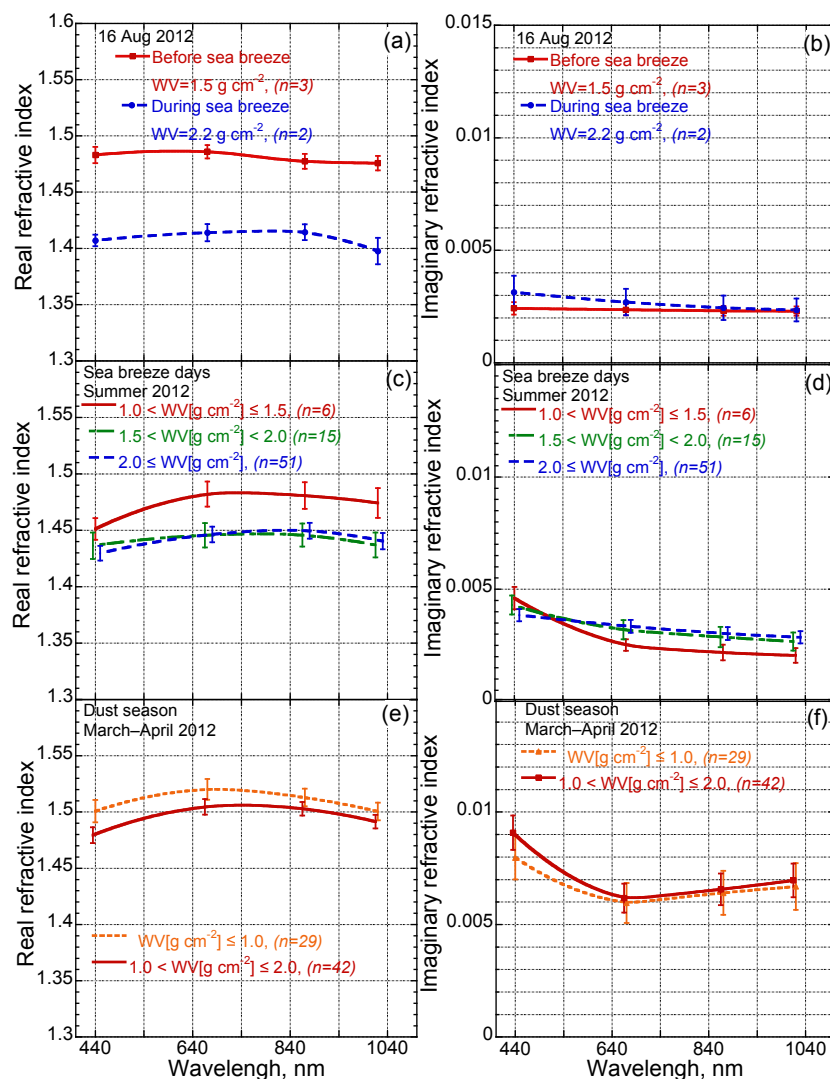 16 Aug 2012
(a)
Before sea breeze
WV=1.5 g cm⁻², (n=3)
During sea breeze
WV=2.2 g cm⁻², (n=2)
Real refractive index
1.6
1.55
1.5
1.45
1.4
1.35
1.3
16 Aug 2012
(b)
Before sea breeze
WV=1.5 g cm⁻², (n=3)
During sea breeze
WV=2.2 g cm⁻², (n=2)
Imaginary refractive index
0.015
0.01
0.005
0
Sea breeze days
(c)
Summer 2012
1.0 < WV[g cm⁻²] ≤ 1.5, (n=6)
1.5 < WV[g cm⁻²] < 2.0, (n=15)
2.0 ≤ WV[g cm⁻²], (n=51)
Real refractive index
1.55
1.5
1.45
1.4
1.35
1.3
Sea breeze days
(d)
Summer 2012
1.0 < WV[g cm⁻²] ≤ 1.5, (n=6)
1.5 < WV[g cm⁻²] < 2.0, (n=15)
2.0 ≤ WV[g cm⁻²], (n=51)
Imaginary refractive index
0.01
0.005
0
Dust season
(e)
March–April 2012
WV[g cm⁻²] ≤ 1.0, (n=29)
1.0 < WV[g cm⁻²] ≤ 2.0, (n=42)
Real refractive index
1.55
1.5
1.45
1.4
1.35
1.3
440 640 840 1040
Wavelengh, nm
Dust season
(f)
March–April 2012
WV[g cm⁻²] ≤ 1.0, (n=29)
1.0 < WV[g cm⁻²] ≤ 2.0, (n=42)
Imaginary refractive index
0.01
0.005
0
440 640 840 1040
Wavelengh, nm